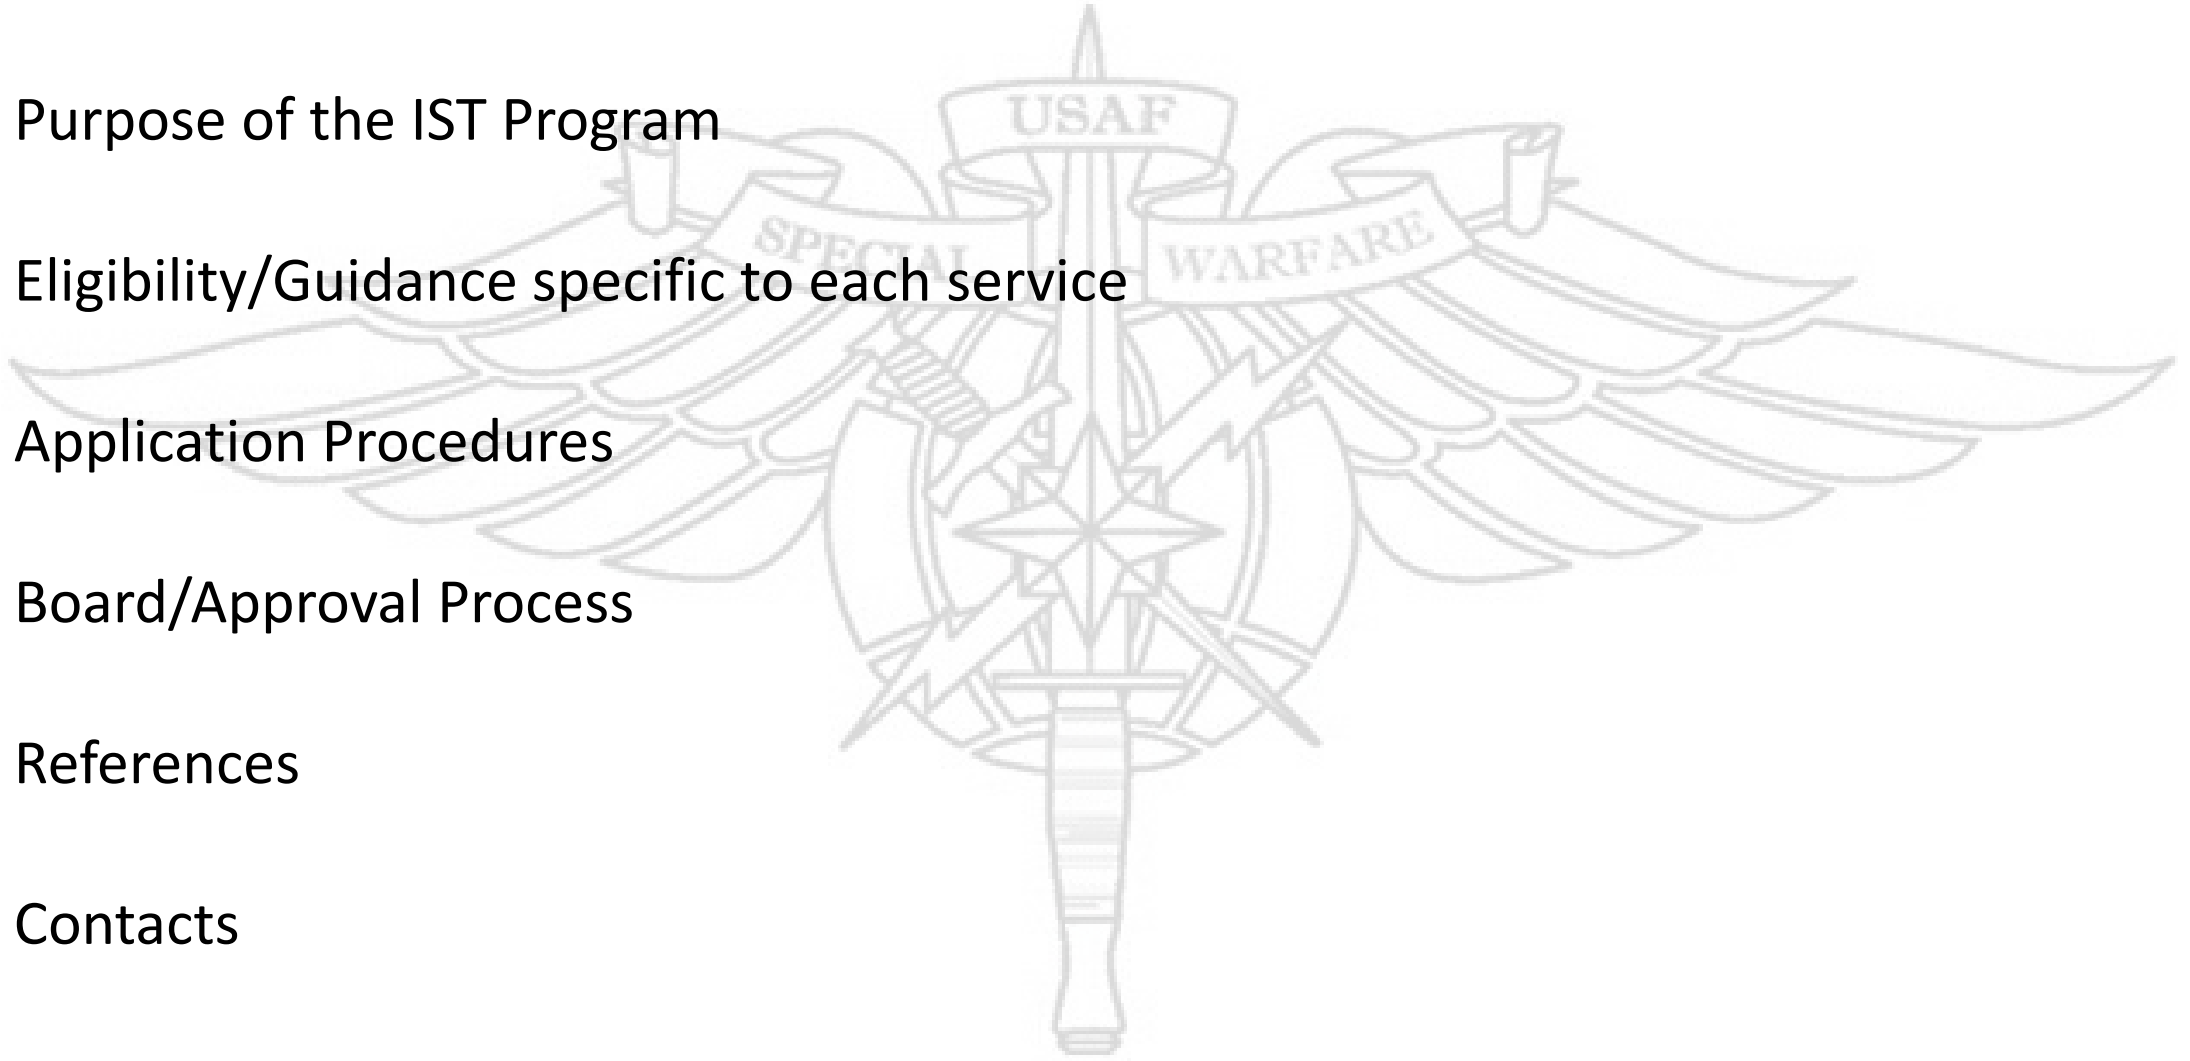 USAF
Purpose of the IST Program
SPECIAL WARFARE
Eligibility/Guidance specific to each service
Application Procedures
Board/Approval Process
References
Contacts